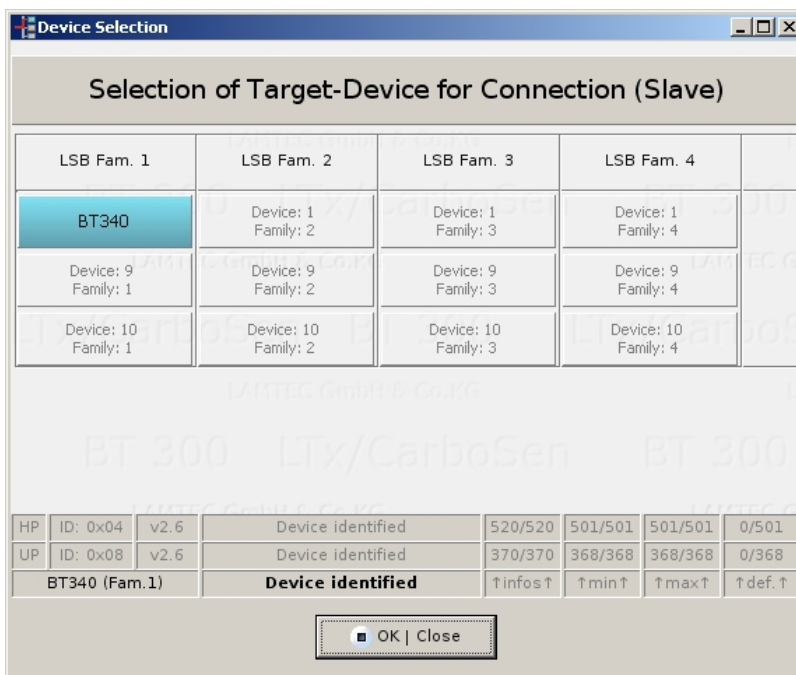 Device Selection
Selection of Target-Device for Connection (Slave)
LAMTEC GmbH & Co.KG
LSB Fam. 1 LSB Fam. 2 LSB Fam. 3 LSB Fam. 4
BT340 Device: 1 Device: 1 Device: 1
Family: 2 Family: 3 Family: 4
Device: 9 Device: 9 Device: 9 Device: 9
Family: 1 Family: 2 Family: 3 Family: 4
Device: 10 Device: 10 Device: 10 Device: 10
Family: 1 Family: 2 Family: 3 Family: 4
LAMTEC GmbH & Co.KG
BT 300 LTx/CarboSen BT 300
HP ID: 0x04 v2.6 Device identified 520/520 501/501 501/501 0/501
UP ID: 0x08 v2.6 Device identified 370/370 368/368 368/368 0/368
BT340 (Fam.1) Device identified ↑infos↑ ↑min↑ ↑max↑ ↑def.↑
OK | Close